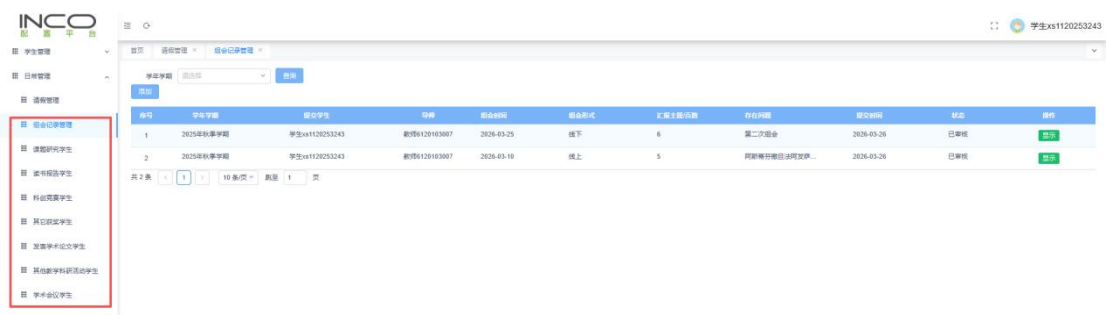 INCO
配置平台
学生xs1120253243
学生管理
日常管理
请假管理
组会记录管理
课题研究学生
读书报告学生
科创竞赛学生
其它获奖学生
发表学术论文学生
其他教学科研活动学生
学术会议学生
首页 请假管理 × 组会记录管理 ×
学年学期 请选择 查询
添加
序号 学年学期 提交学生 导师 组会时间 组会形式 汇报主题/页数 存在问题 提交时间 状态 操作
1 2025年秋季学期 学生xs1120253243 教师6120103007 2026-03-25 线下 6 第二次组会 2026-03-26 已审核 显示
2 2025年秋季学期 学生xs1120253243 教师6120103007 2026-03-10 线上 5 2026-03-26 已审核 显示
共 2 条 < 1 > 10 条/页 跳至 1 页